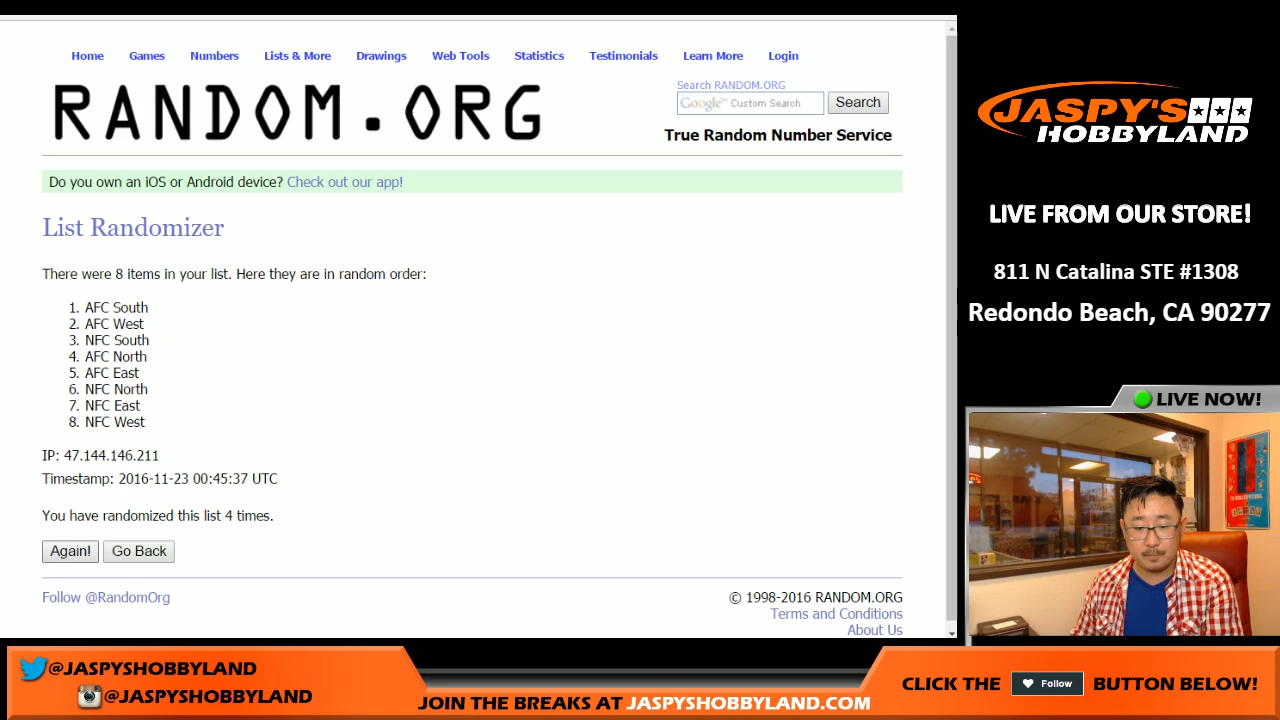 Home Games Numbers Lists & More Drawings Web Tools Statistics Testimonials Learn More Login
RANDOM.ORG
Search RANDOM.ORG
Google™ Custom Search Search
True Random Number Service
Do you own an iOS or Android device? Check out our app!
List Randomizer
There were 8 items in your list. Here they are in random order:
1. AFC South
2. AFC West
3. NFC South
4. AFC North
5. AFC East
6. NFC North
7. NFC East
8. NFC West
IP: 47.144.146.211
Timestamp: 2016-11-23 00:45:37 UTC
You have randomized this list 4 times.
Again! Go Back
Follow @RandomOrg
© 1998-2016 RANDOM.ORG
Terms and Conditions
About Us
JASPY'S
HOBBYLAND
LIVE FROM OUR STORE!
811 N Catalina STE #1308
Redondo Beach, CA 90277
LIVE NOW!
@JASPYSHOBBYLAND
@JASPYSHOBBYLAND
JOIN THE BREAKS AT JASPYSHOBBYLAND.COM
CLICK THE Follow BUTTON BELOW!